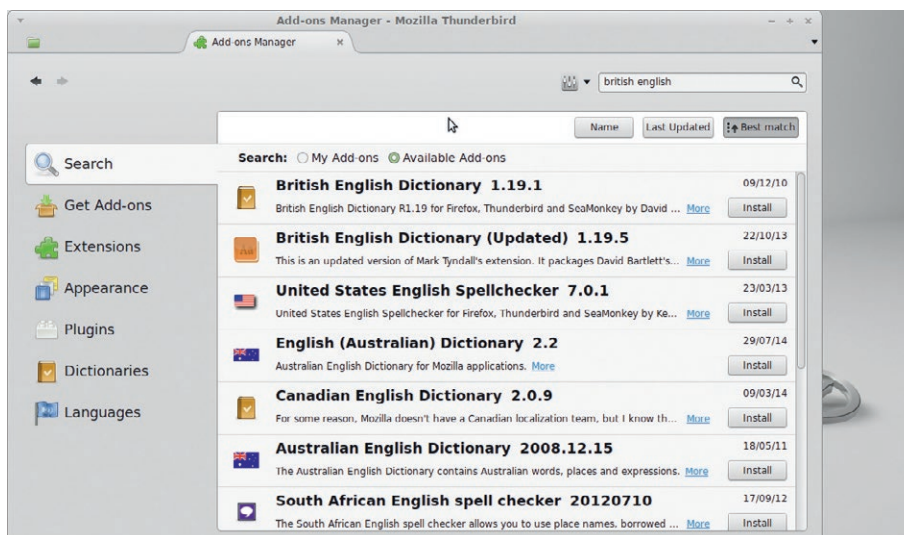 Add-ons Manager - Mozilla Thunderbird
Add-ons Manager
british english
Name Last Updated Best match
Search
Search: My Add-ons Available Add-ons
British English Dictionary 1.19.1 09/12/10
British English Dictionary R1.19 for Firefox, Thunderbird and SeaMonkey by David ... More Install
Get Add-ons
British English Dictionary (Updated) 1.19.5 22/10/13
This is an updated version of Mark Tyndall's extension. It packages David Bartlett's... More Install
Extensions
United States English Spellchecker 7.0.1 23/03/13
United States English Spellchecker for Firefox, Thunderbird and SeaMonkey by Ke... More Install
Appearance
English (Australian) Dictionary 2.2 29/07/14
Australian English Dictionary for Mozilla applications. More Install
Plugins
Canadian English Dictionary 2.0.9 09/03/14
For some reason, Mozilla doesn't have a Canadian localization team, but I know th... More Install
Dictionaries
Australian English Dictionary 2008.12.15 18/05/11
The Australian English Dictionary contains Australian words, places and expressions. More Install
Languages
South African English spell checker 20120710 17/09/12
The South African English spell checker allows you to use place names, borrowed ... More Install